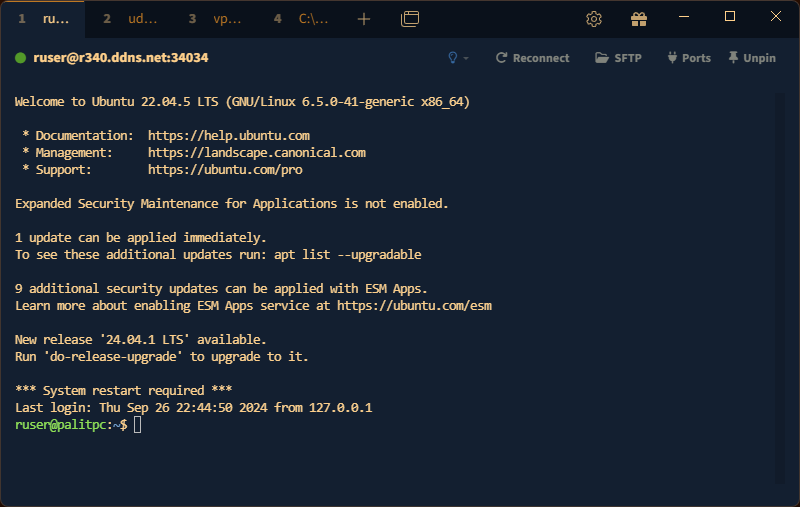 1 ru... 2 ud... 3 vp... 4 C:\...
ruser@r340.ddns.net:34034 Reconnect SFTP Ports Unpin
Welcome to Ubuntu 22.04.5 LTS (GNU/Linux 6.5.0-41-generic x86_64)
* Documentation: https://help.ubuntu.com
* Management: https://landscape.canonical.com
* Support: https://ubuntu.com/pro
Expanded Security Maintenance for Applications is not enabled.
1 update can be applied immediately.
To see these additional updates run: apt list --upgradable
9 additional security updates can be applied with ESM Apps.
Learn more about enabling ESM Apps service at https://ubuntu.com/esm
New release '24.04.1 LTS' available.
Run 'do-release-upgrade' to upgrade to it.
*** System restart required ***
Last login: Thu Sep 26 22:44:50 2024 from 127.0.0.1
ruser@palitpc:~$